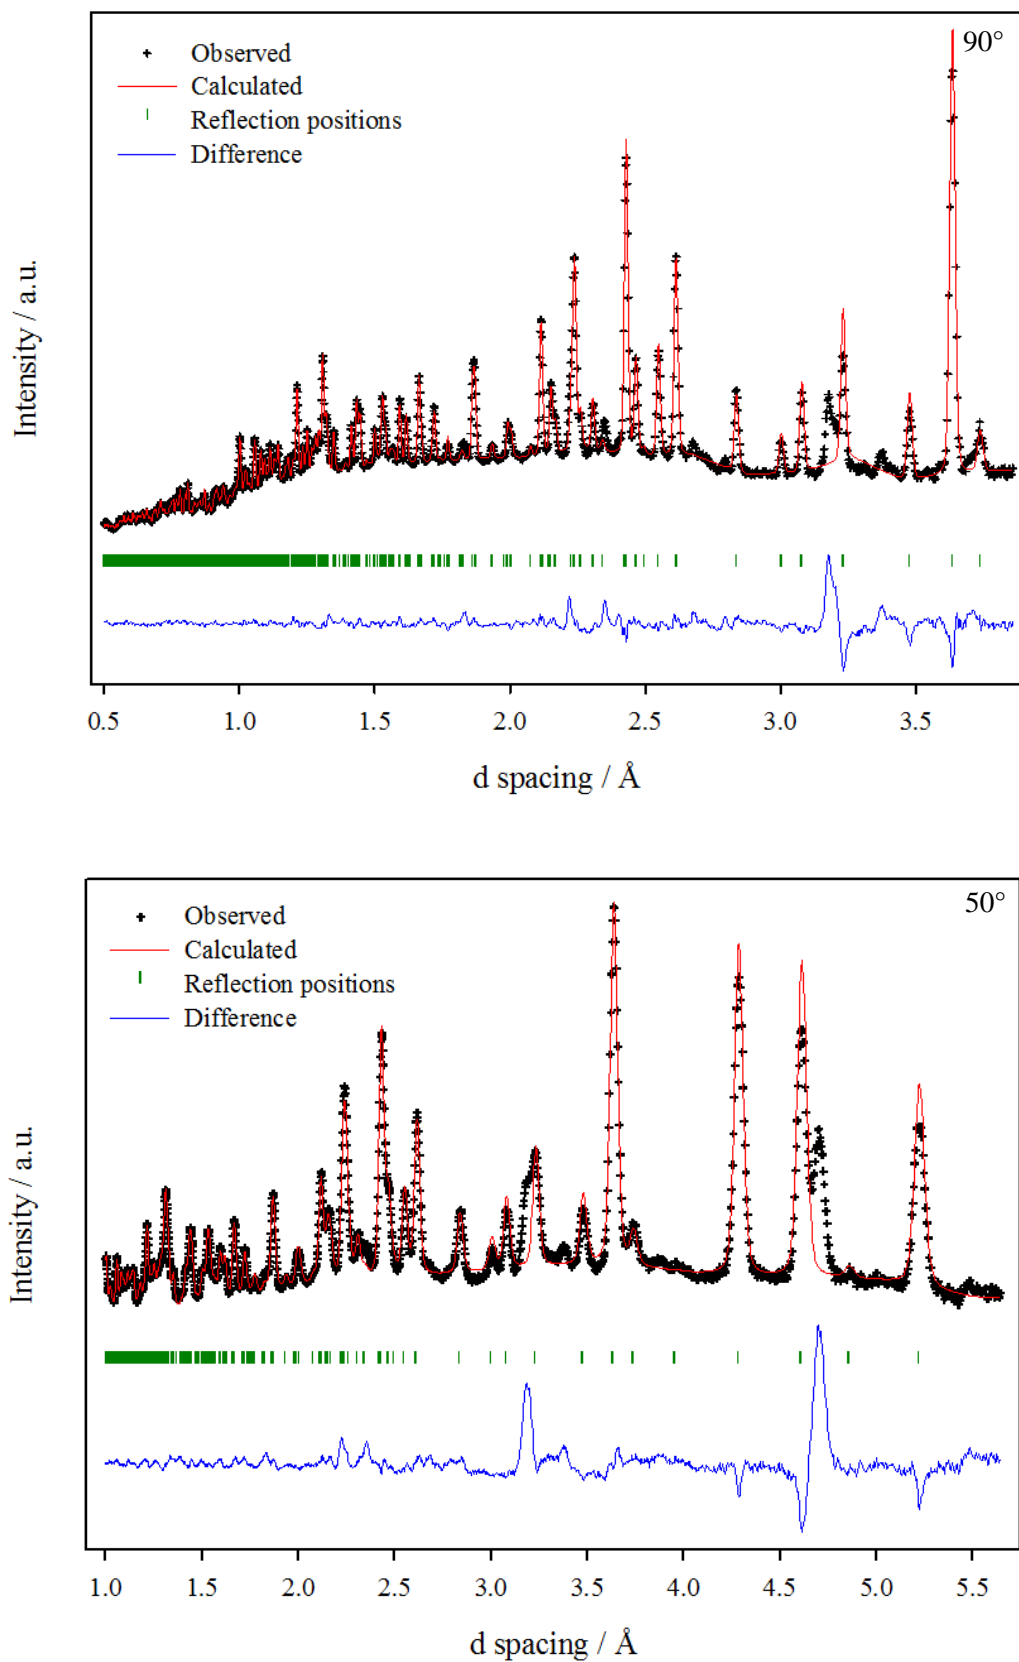 90°
Observed
Calculated
Reflection positions
Difference
Intensity / a.u.
0.5 1.0 1.5 2.0 2.5 3.0 3.5
d spacing / Å
50°
Observed
Calculated
Reflection positions
Difference
Intensity / a.u.
1.0 1.5 2.0 2.5 3.0 3.5 4.0 4.5 5.0 5.5
d spacing / Å